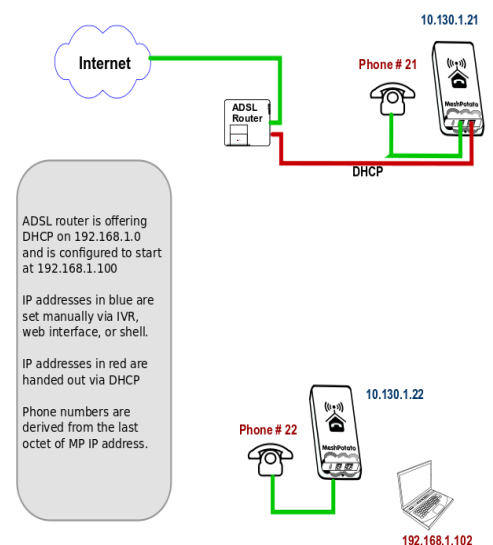 10.130.1.21
Internet
Phone # 21
MeshPotato
ADSL
Router
DHCP
ADSL router is offering
DHCP on 192.168.1.0
and is configured to start
at 192.168.1.100
IP addresses in blue are
set manually via IVR,
web interface, or shell.
IP addresses in red are
handed out via DHCP
Phone numbers are
derived from the last
octet of MP IP address.
10.130.1.22
Phone # 22
MeshPotato
192.168.1.102